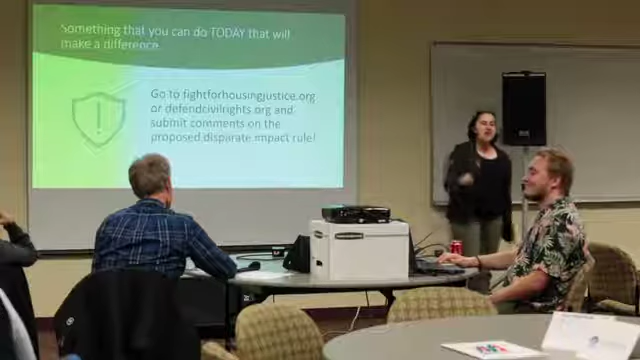 Something that you can do TODAY that will
make a difference
Go to fightforhousingjustice.org
or defendcivilrights.org and
submit comments on the
proposed disparate impact rule!